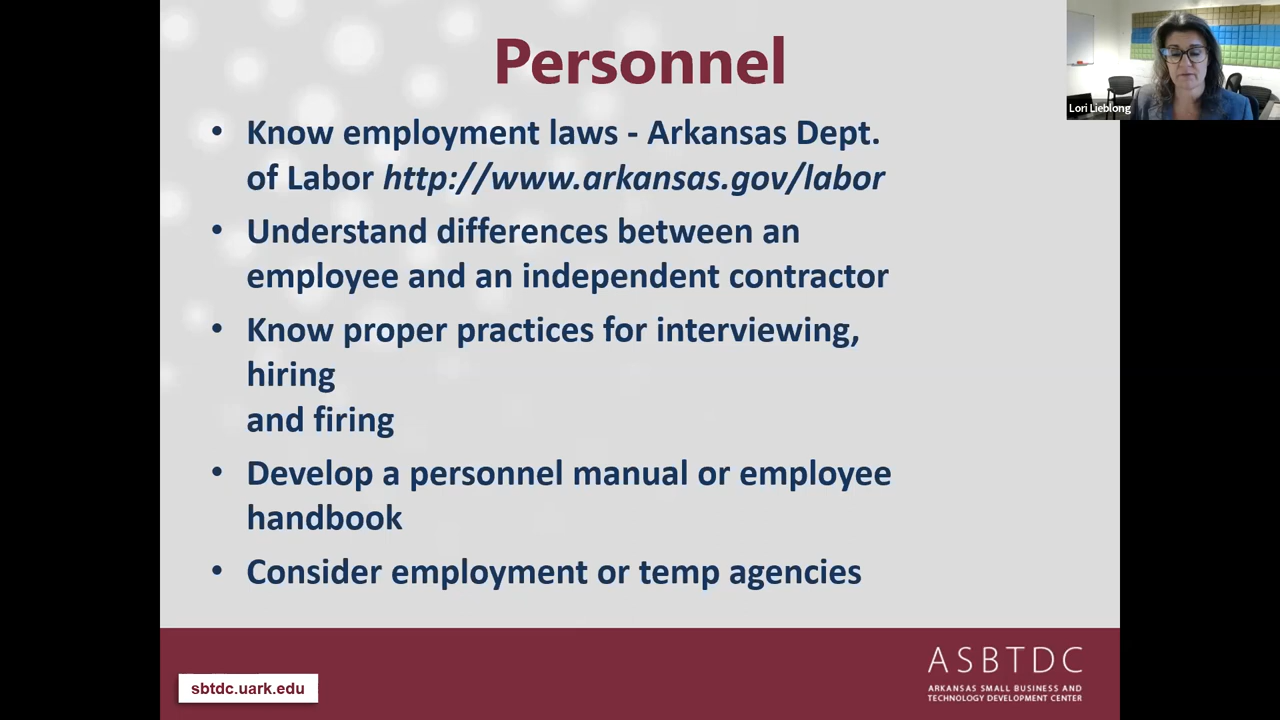 Personnel
Lori Lieblong
• Know employment laws - Arkansas Dept.
of Labor http://www.arkansas.gov/labor
• Understand differences between an
employee and an independent contractor
• Know proper practices for interviewing,
hiring
and firing
• Develop a personnel manual or employee
handbook
• Consider employment or temp agencies
sbtdc.uark.edu
ASBTDC
ARKANSAS SMALL BUSINESS AND
TECHNOLOGY DEVELOPMENT CENTER